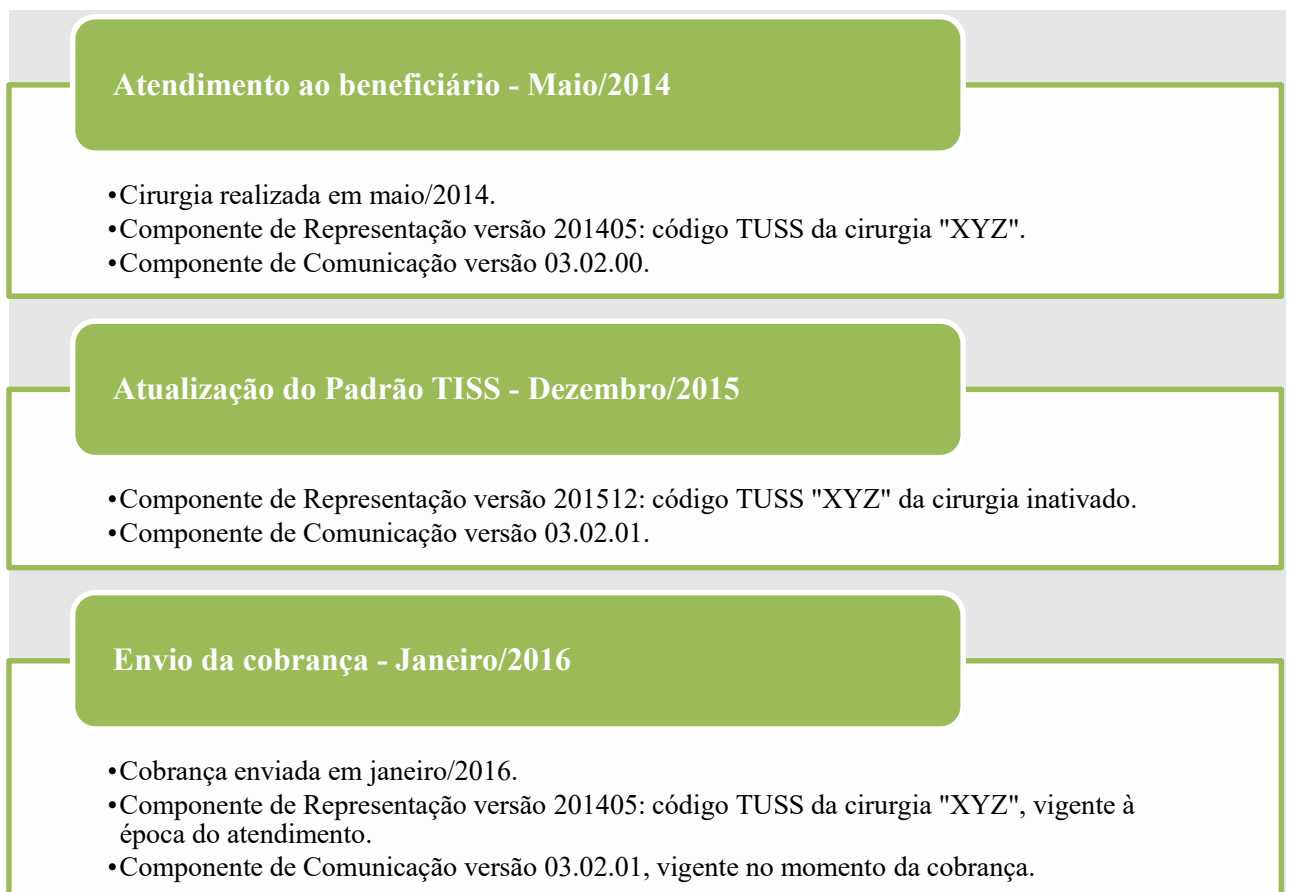 Atendimento ao beneficiário - Maio/2014
•Cirurgia realizada em maio/2014.
•Componente de Representação versão 201405: código TUSS da cirurgia "XYZ".
•Componente de Comunicação versão 03.02.00.
Atualização do Padrão TISS - Dezembro/2015
•Componente de Representação versão 201512: código TUSS "XYZ" da cirurgia inativado.
•Componente de Comunicação versão 03.02.01.
Envio da cobrança - Janeiro/2016
•Cobrança enviada em janeiro/2016.
•Componente de Representação versão 201405: código TUSS da cirurgia "XYZ", vigente à
época do atendimento.
•Componente de Comunicação versão 03.02.01, vigente no momento da cobrança.